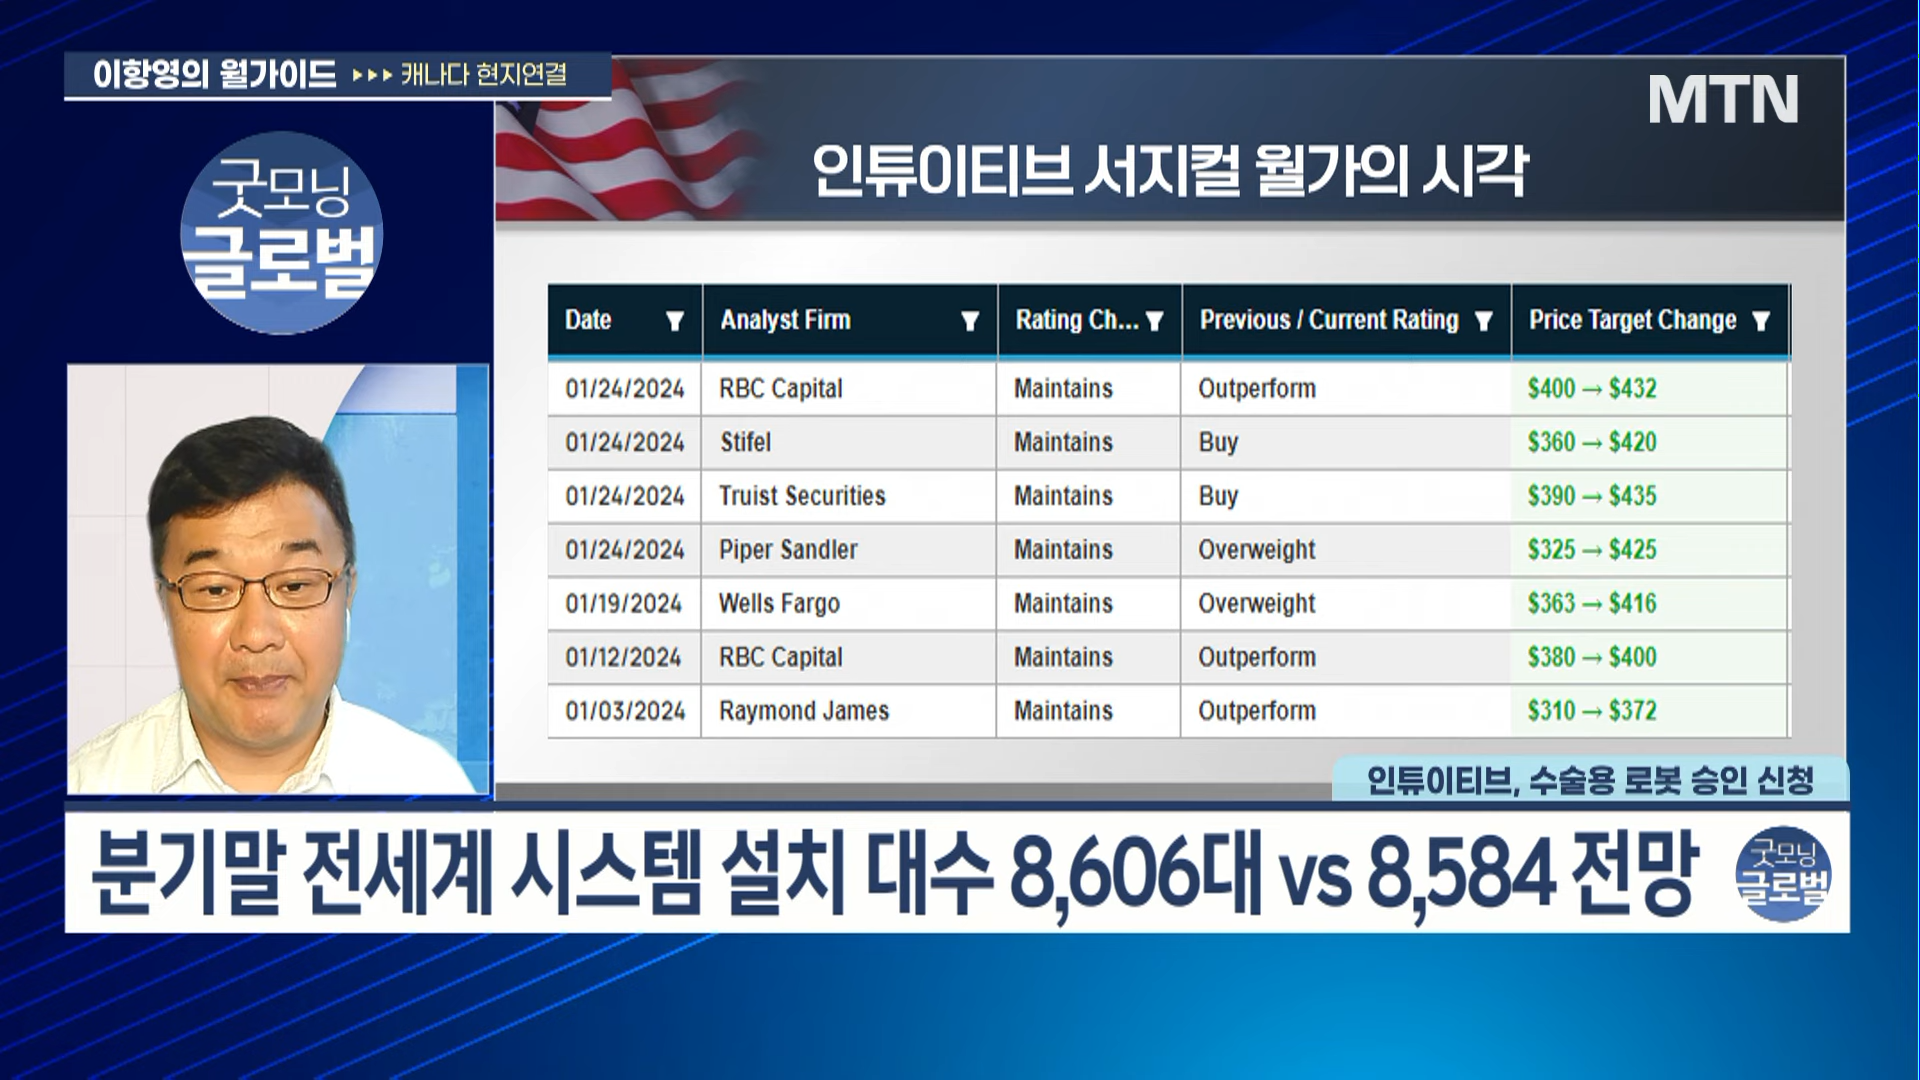 이항영의 월가이드 ▸▸▸ 캐나다 현지연결
MTN
굿모닝
글로벌
인튜이티브 서지컬 월가의 시각
Date Analyst Firm Rating Ch... Previous / Current Rating Price Target Change
01/24/2024 RBC Capital Maintains Outperform $400 → $432
01/24/2024 Stifel Maintains Buy $360 → $420
01/24/2024 Truist Securities Maintains Buy $390 → $435
01/24/2024 Piper Sandler Maintains Overweight $325 → $425
01/19/2024 Wells Fargo Maintains Overweight $363 → $416
01/12/2024 RBC Capital Maintains Outperform $380 → $400
01/03/2024 Raymond James Maintains Outperform $310 → $372
인튜이티브, 수술용 로봇 승인 신청
분기말 전세계 시스템 설치 대수 8,606대 vs 8,584 전망
굿모닝
글로벌